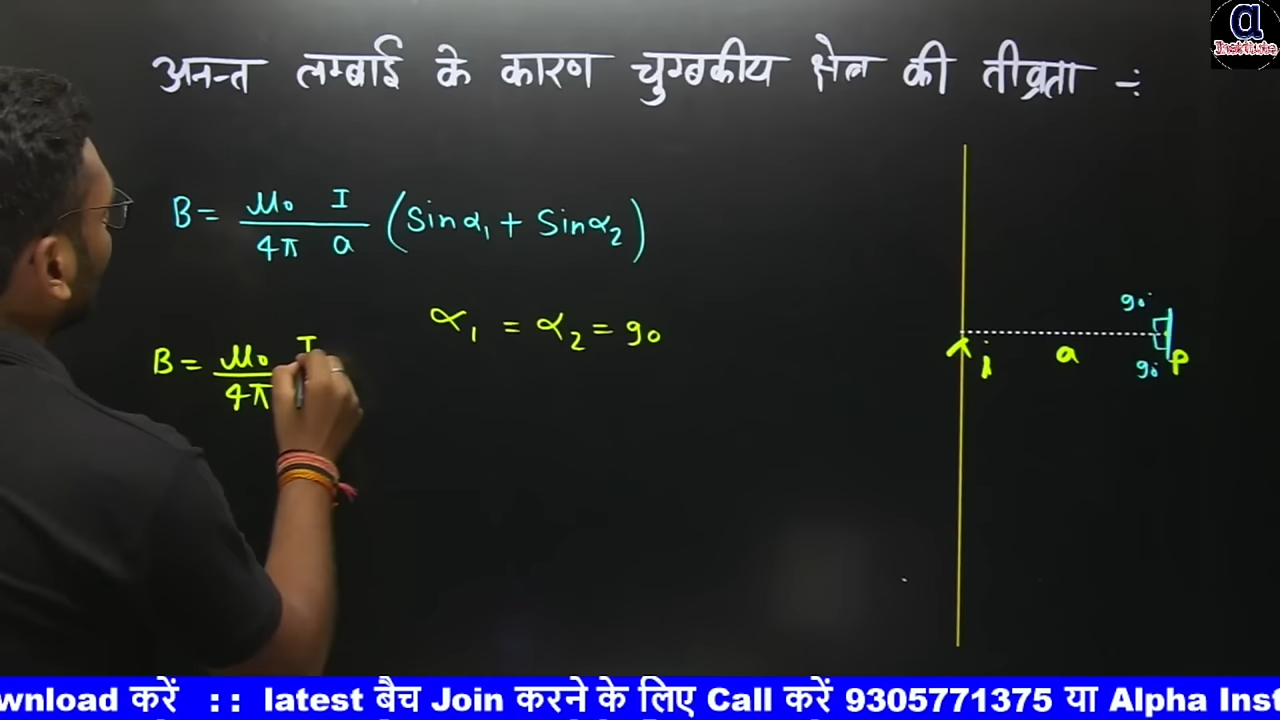 अनन्त लम्बाई के कारण चुम्बकीय क्षेत्र की तीव्रता :-
α
Institute
B = μ₀ I / 4π a (Sinα₁ + Sinα₂)
α₁ = α₂ = 90
B = μ₀ I / 4π
90°
i a 90° P
wnload करें :: latest बैच Join करने के लिए Call करें 9305771375 या Alpha Inst